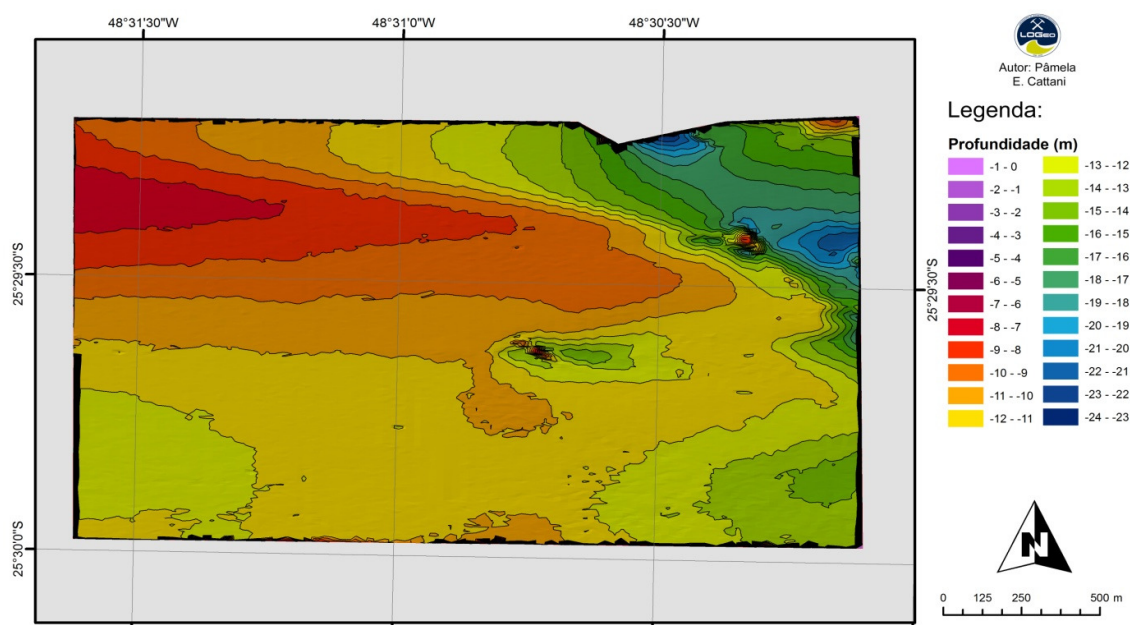 48°31'30"W
48°31'0"W
48°30'30"W
25°29'30"S
25°30'0"S
25°29'30"S
LOGeo
Autor: Pâmela
E. Cattani
Legenda:
Profundidade (m)
-1 - 0
-2 - -1
-3 - -2
-4 - -3
-5 - -4
-6 - -5
-7 - -6
-8 - -7
-9 - -8
-10 - -9
-11 - -10
-12 - -11
-13 - -12
-14 - -13
-15 - -14
-16 - -15
-17 - -16
-18 - -17
-19 - -18
-20 - -19
-21 - -20
-22 - -21
-23 - -22
-24 - -23
N
0 125 250 500 m